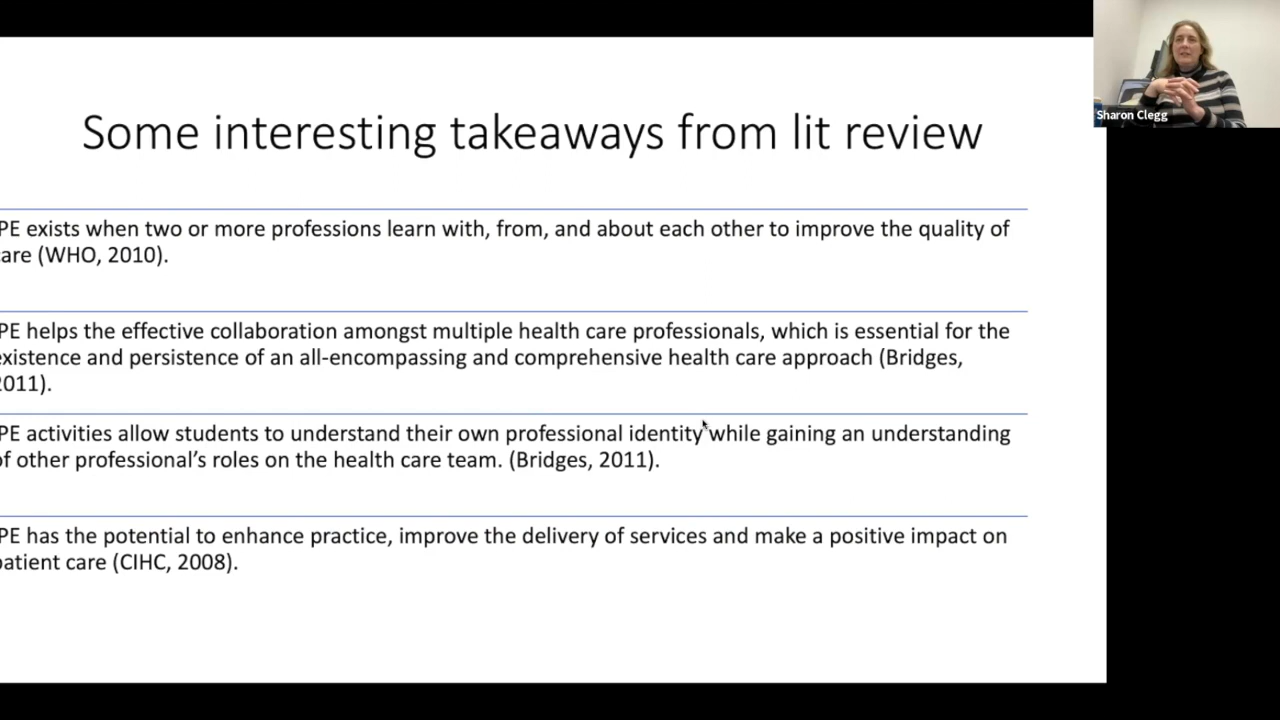 Some interesting takeaways from lit review
Sharon Clegg
PE exists when two or more professions learn with, from, and about each other to improve the quality of
are (WHO, 2010).
PE helps the effective collaboration amongst multiple health care professionals, which is essential for the
existence and persistence of an all-encompassing and comprehensive health care approach (Bridges,
2011).
PE activities allow students to understand their own professional identity while gaining an understanding
of other professional's roles on the health care team. (Bridges, 2011).
PE has the potential to enhance practice, improve the delivery of services and make a positive impact on
patient care (CIHC, 2008).